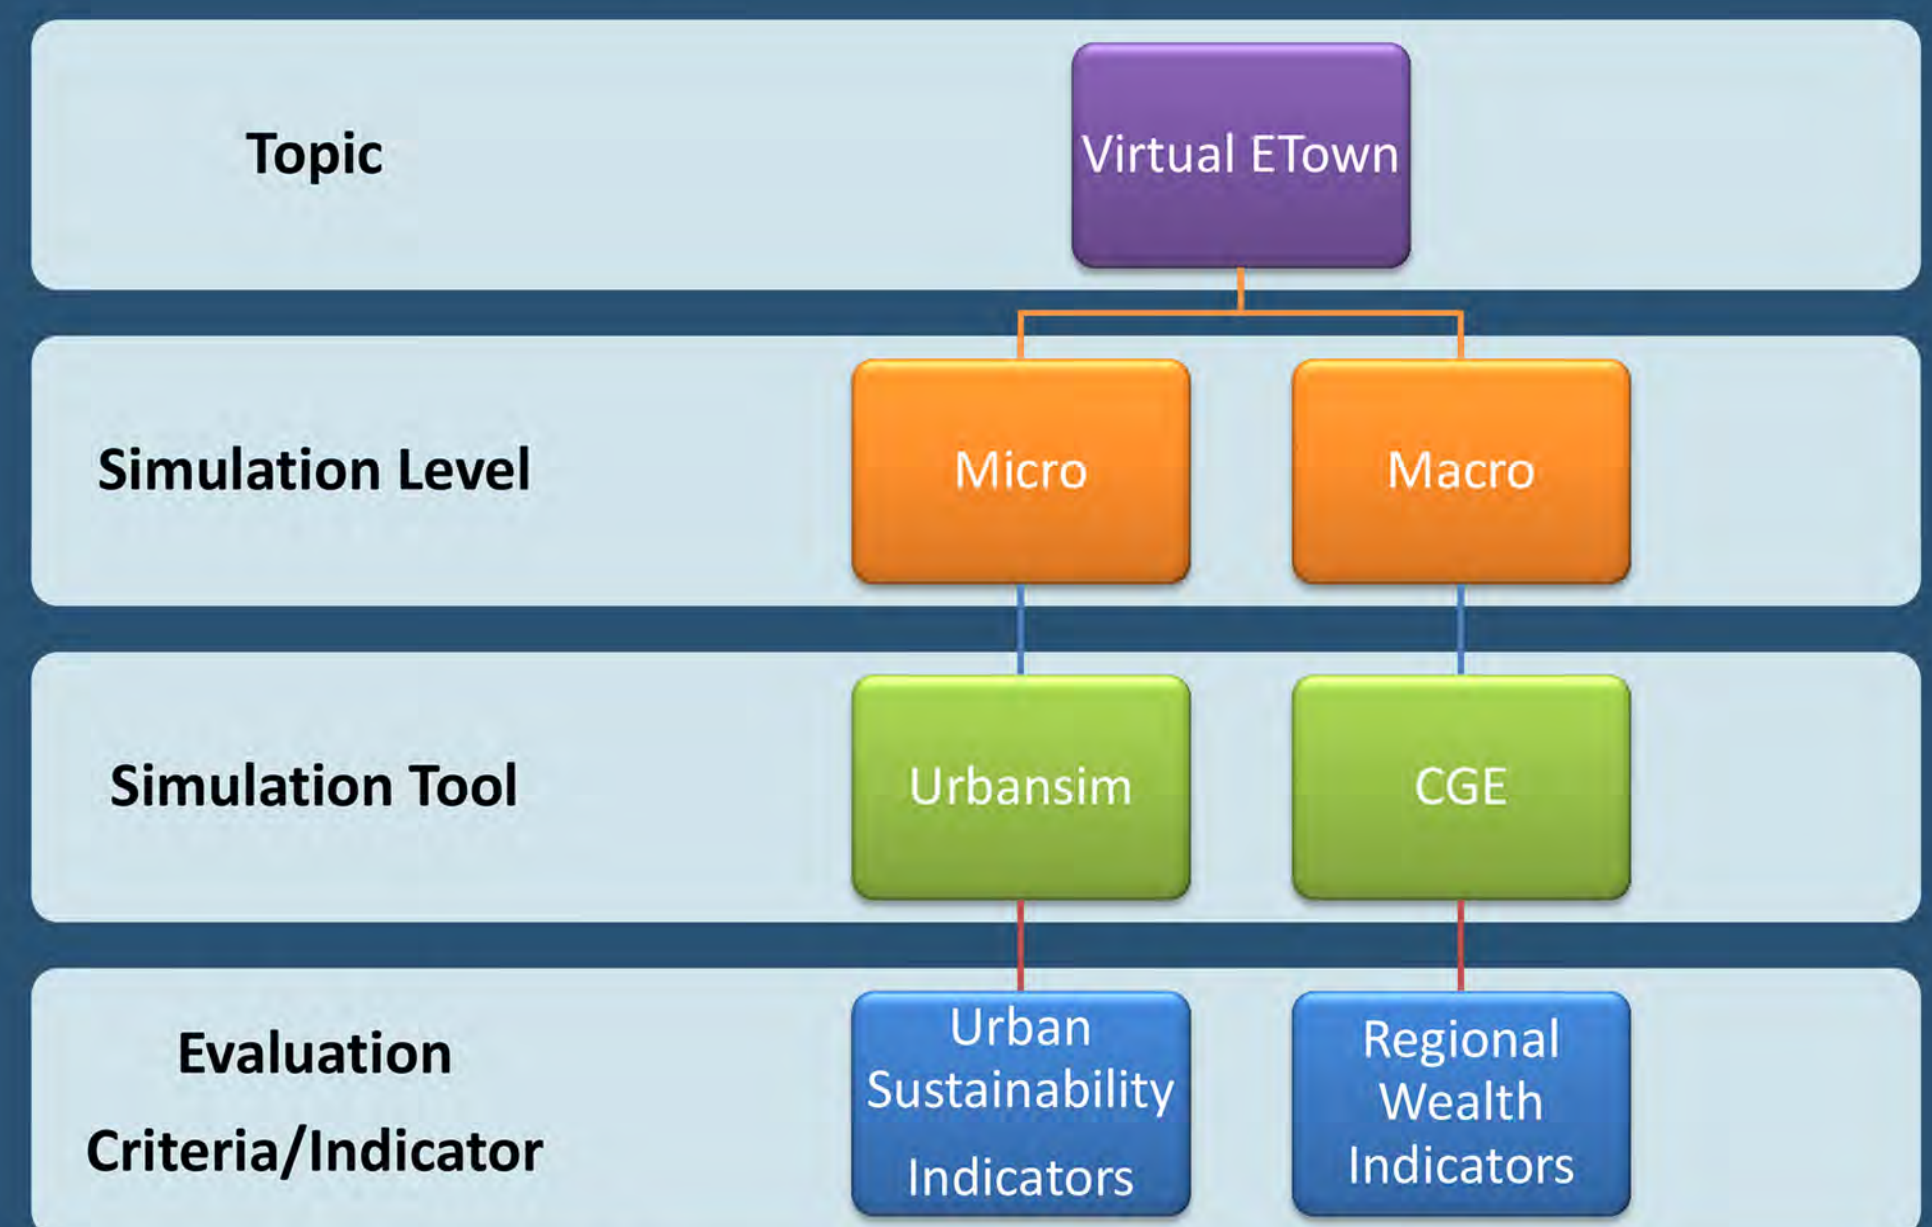 Topic
Virtual ETown
Simulation Level
Micro
Macro
Simulation Tool
Urbansim
CGE
Evaluation
Criteria/Indicator
Urban
Sustainability
Indicators
Regional
Wealth
Indicators